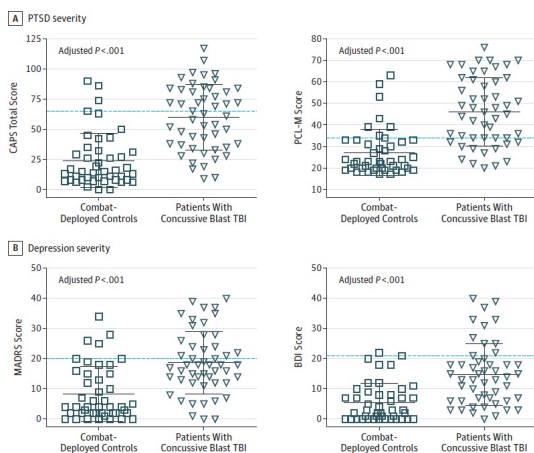 A PTSD severity
Adjusted P<.001
CAPS Total Score
125
100
75
50
25
0
Combat-
Deployed Controls
Patients With
Concussive Blast TBI
Adjusted P<.001
PCL-M Score
80
70
60
50
40
30
20
10
Combat-
Deployed Controls
Patients With
Concussive Blast TBI
B Depression severity
Adjusted P<.001
MADRS Score
50
40
30
20
10
0
Combat-
Deployed Controls
Patients With
Concussive Blast TBI
Adjusted P<.001
BDI Score
50
40
30
20
10
0
Combat-
Deployed Controls
Patients With
Concussive Blast TBI